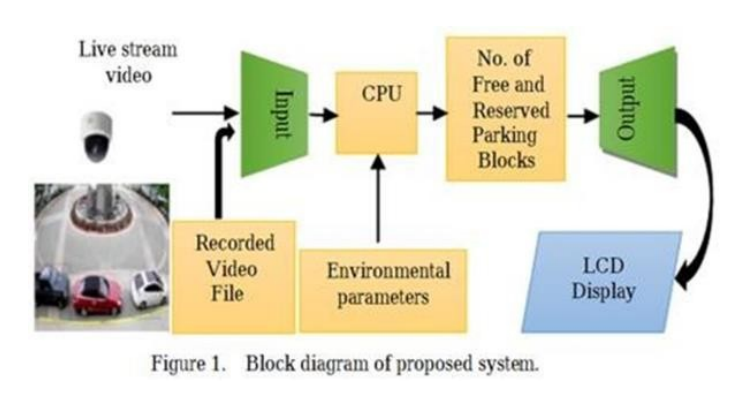 Live stream
video
Input
CPU
No. of
Free and
Reserved
Parking
Blocks
Output
Recorded
Video
File
Environmental
parameters
LCD
Display
Figure 1. Block diagram of proposed system.